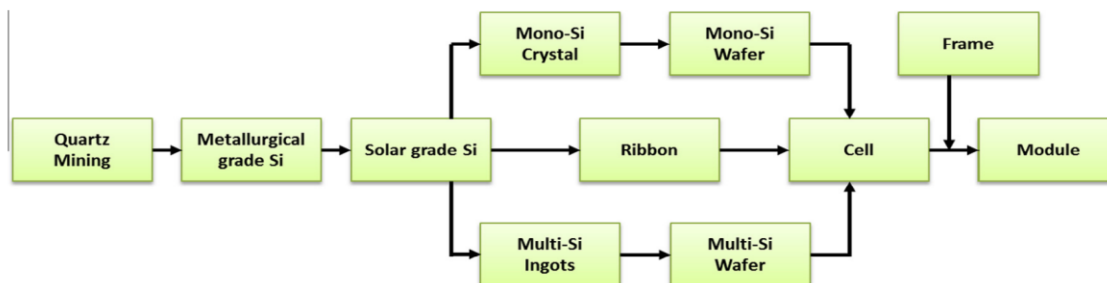 Mono-Si
Crystal
Mono-Si
Wafer
Frame
Quartz
Mining
Metallurgical
grade Si
Solar grade Si
Ribbon
Cell
Module
Multi-Si
Ingots
Multi-Si
Wafer